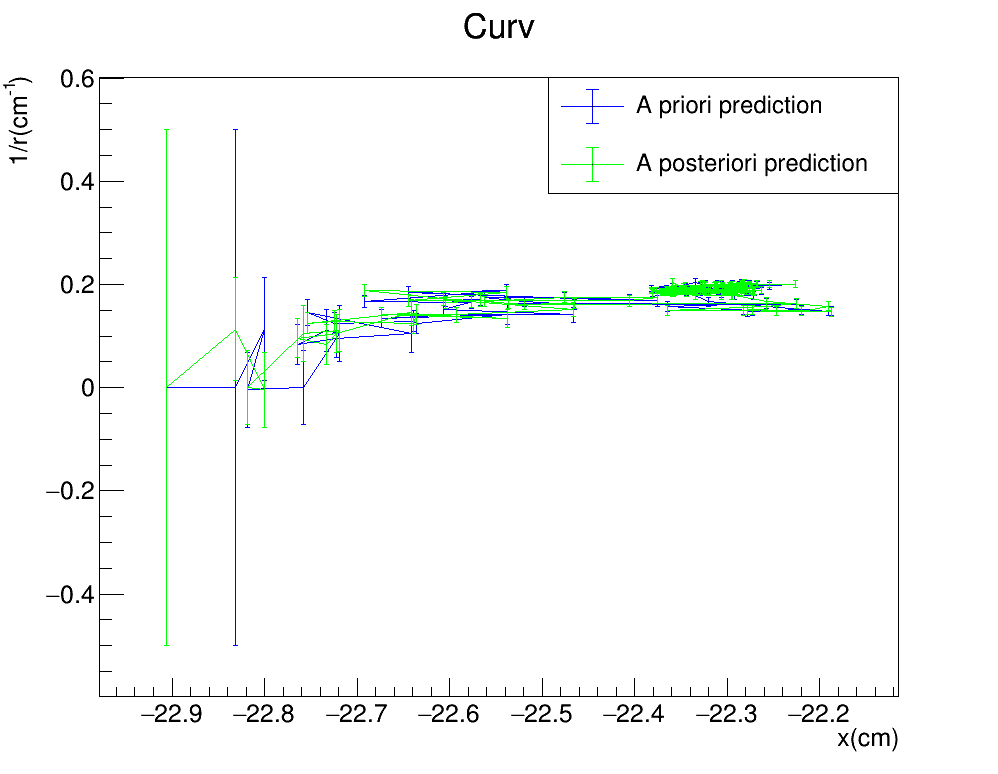 Curv
1/r(cm⁻¹)
0.6
0.4
0.2
0
−0.2
−0.4
A priori prediction
A posteriori prediction
−22.9 −22.8 −22.7 −22.6 −22.5 −22.4 −22.3 −22.2
x(cm)